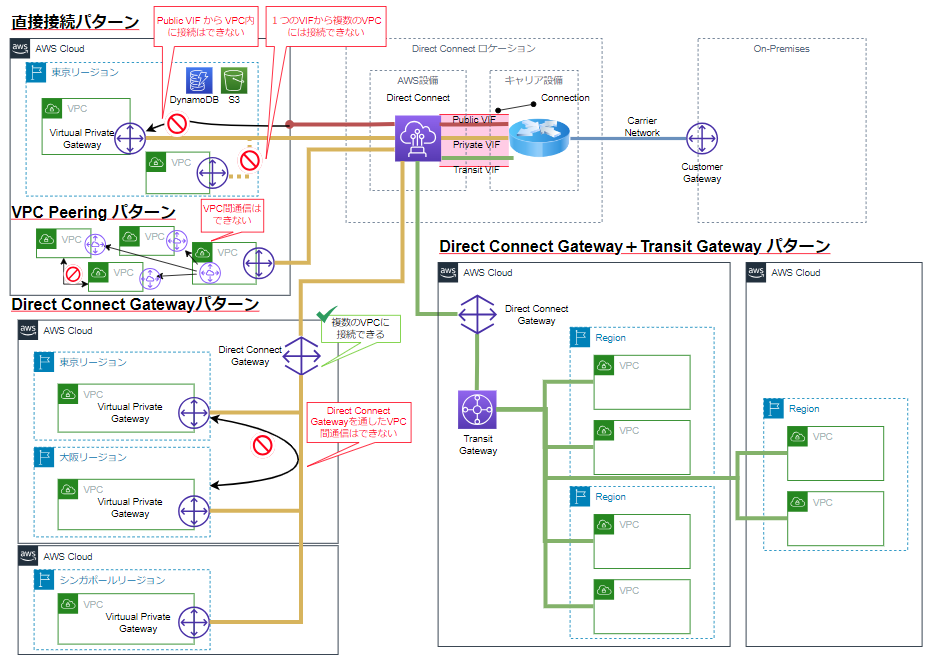 直接接続パターン
Public VIF から VPC内
に接続はできない
１つのVIFから複数のVPC
には接続できない
aws
AWS Cloud
東京リージョン
DynamoDB
S3
VPC
Virtuual Private
Gateway
VPC
Direct Connect ロケーション
AWS設備
Direct Connect
キャリア設備
Connection
Public VIF
Private VIF
Transit VIF
Carrier
Network
On-Premises
Customer
Gateway
VPC Peering パターン
VPC間通信は
できない
VPC
VPC
VPC
VPC
Direct Connect Gatewayパターン
aws
AWS Cloud
複数のVPCに
接続できる
Direct Connect
Gateway
東京リージョン
VPC
Virtuual Private
Gateway
Direct Connect
Gatewayを通したVPC
間通信はできない
大阪リージョン
VPC
Virtuual Private
Gateway
aws
AWS Cloud
シンガポールリージョン
VPC
Virtuual Private
Gateway
Direct Connect Gateway＋Transit Gateway パターン
aws
AWS Cloud
Direct Connect
Gateway
Transit
Gateway
Region
VPC
VPC
Region
VPC
VPC
aws
AWS Cloud
Region
VPC
VPC